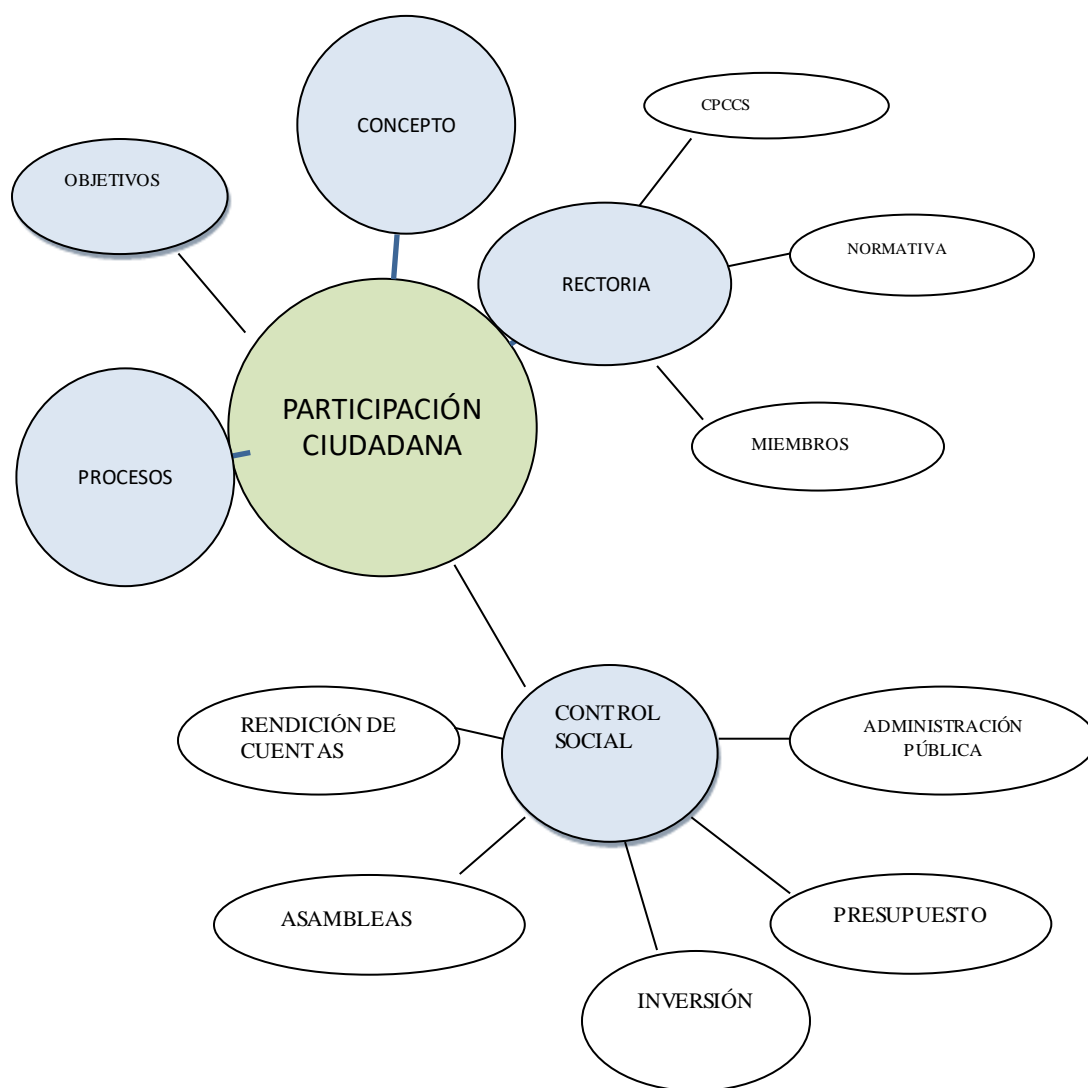 CONCEPTO
CPCCS
OBJETIVOS
NORMATIVA
RECTORIA
PARTICIPACIÓN
CIUDADANA
MIEMBROS
PROCESOS
CONTROL
SOCIAL
RENDICIÓN DE
CUENTAS
ADMINISTRACIÓN
PÚBLICA
ASAMBLEAS
PRESUPUESTO
INVERSIÓN